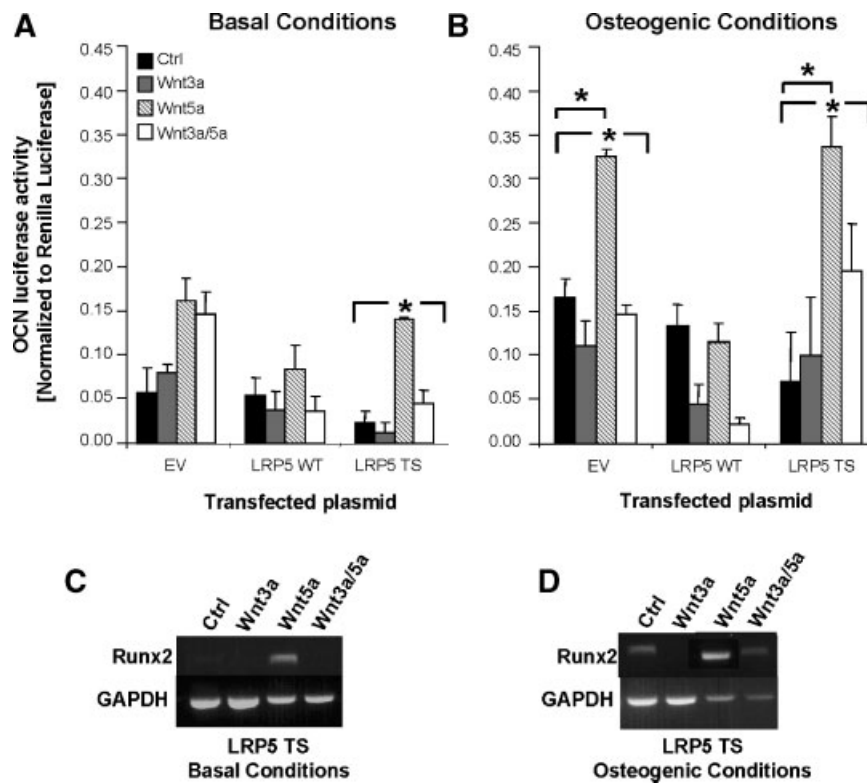 A
Basal Conditions
OCN luciferase activity
[Normalized to Renilla Luciferase]
0.45
0.40
0.35
0.30
0.25
0.20
0.15
0.10
0.05
0.00
Ctrl
Wnt3a
Wnt5a
Wnt3a/5a
*
EV
LRP5 WT
LRP5 TS
Transfected plasmid
B
Osteogenic Conditions
0.45
0.40
0.35
0.30
0.25
0.20
0.15
0.10
0.05
0.00
*
*
*
*
EV
LRP5 WT
LRP5 TS
Transfected plasmid
C
Ctrl
Wnt3a
Wnt5a
Wnt3a/5a
Runx2
GAPDH
LRP5 TS
Basal Conditions
D
Ctrl
Wnt3a
Wnt5a
Wnt3a/5a
Runx2
GAPDH
LRP5 TS
Osteogenic Conditions